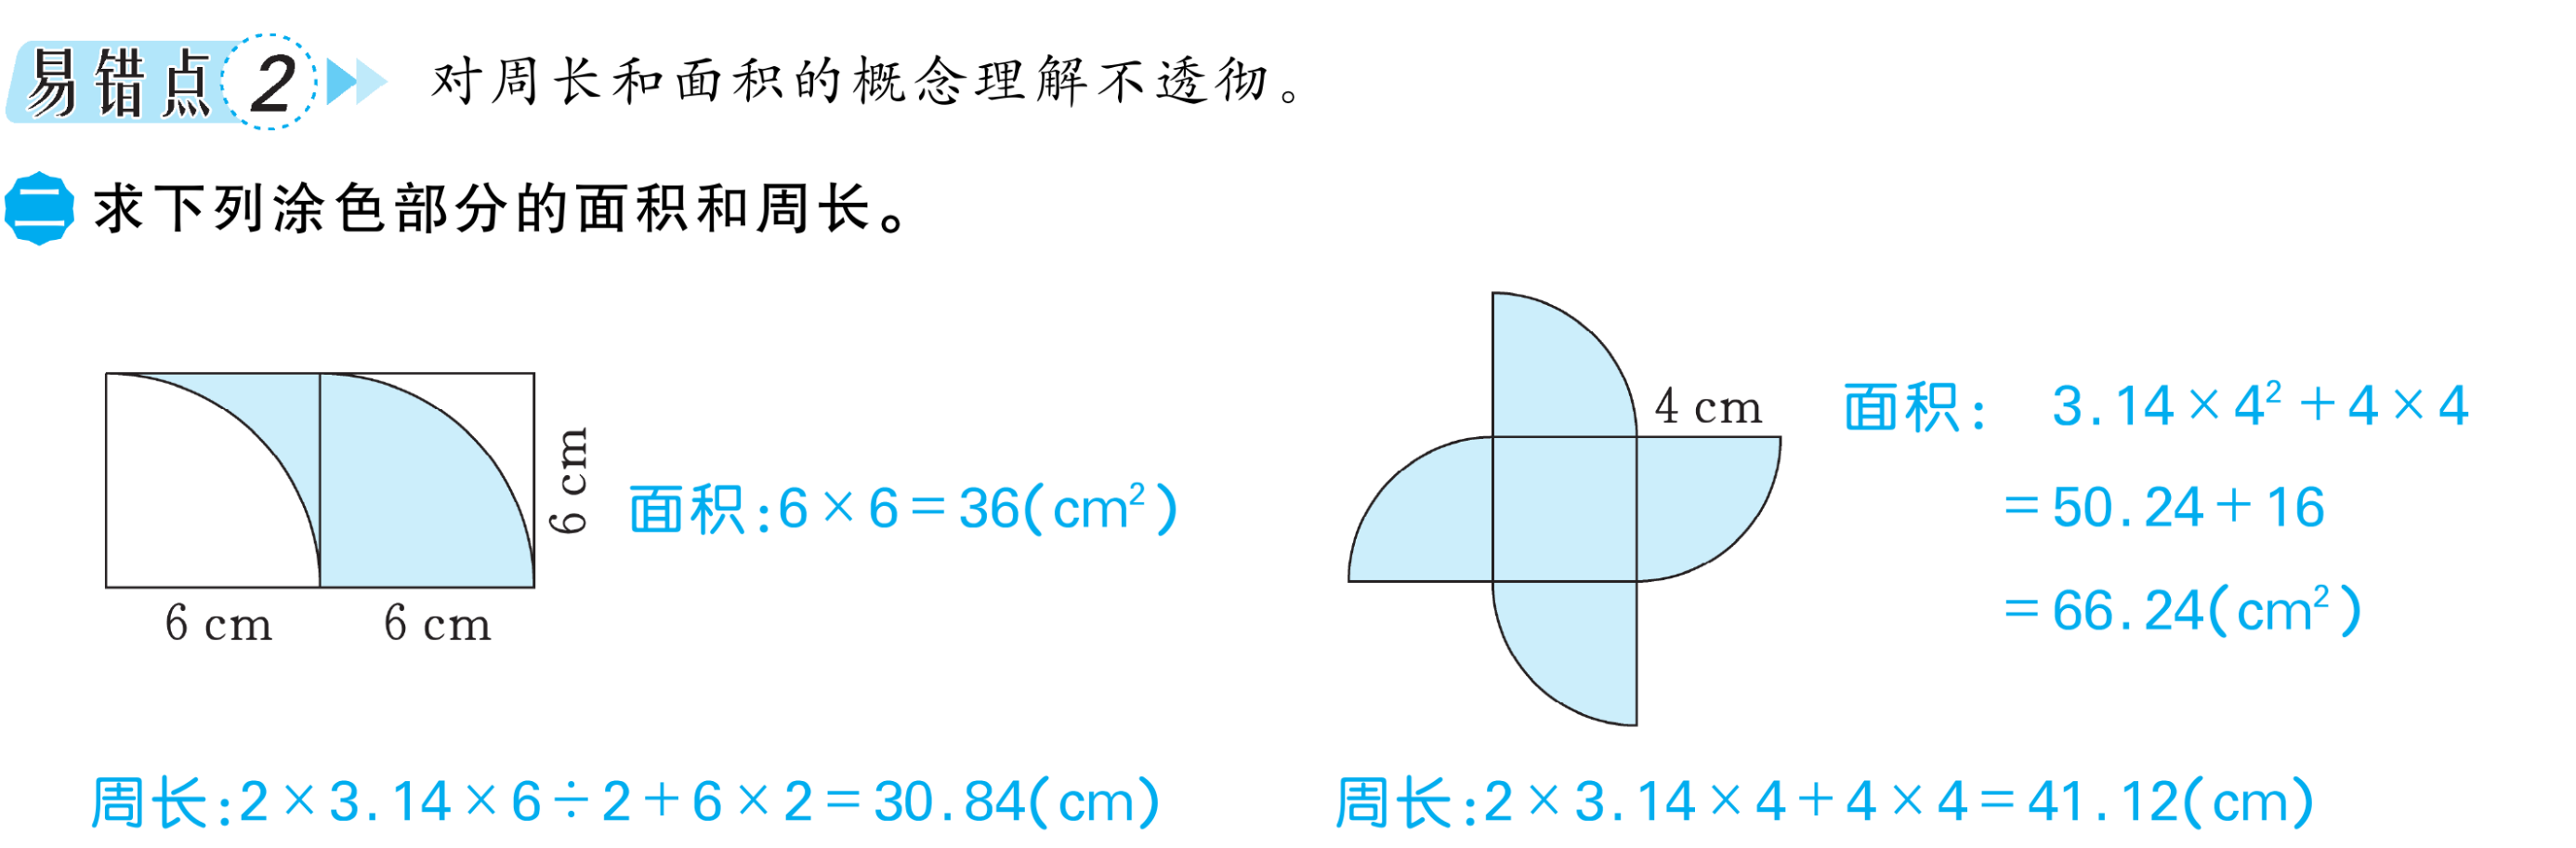 易错点2 对周长和面积的概念理解不透彻。
二 求下列涂色部分的面积和周长。
6 cm
6 cm 6 cm
面积:6×6=36(cm²)
周长:2×3.14×6÷2+6×2=30.84(cm)
4 cm
面积: 3.14×4²+4×4
=50.24+16
=66.24(cm²)
周长:2×3.14×4+4×4=41.12(cm)